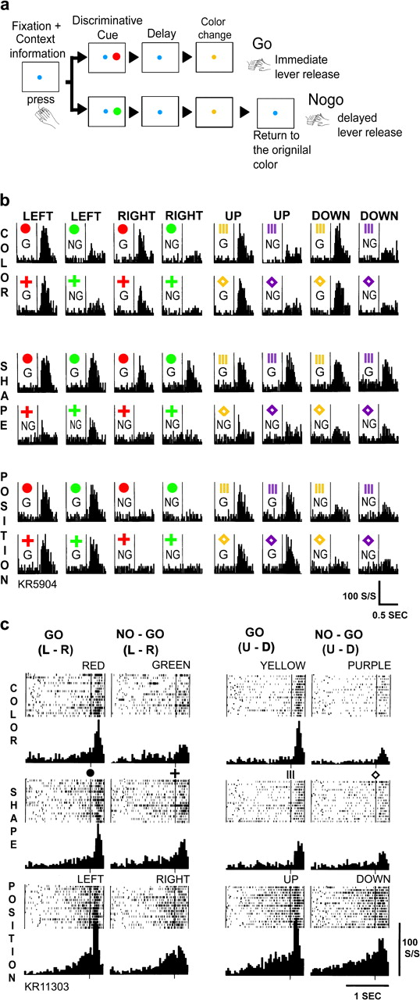 a
Fixation +
Context
information
press
Discriminative
Cue
Delay
Color
change
Go
Immediate
lever release
Nogo
delayed
lever release
Return to
the orignilal
color
b
LEFT LEFT RIGHT RIGHT UP UP DOWN DOWN
COLOR
G NG G NG G NG G NG
G NG G NG G NG G NG
SHAPE
G G G G G G G G
NG NG NG NG NG NG NG NG
POSITION
G G NG NG G G NG NG
G G NG NG G G NG NG
KR5904
100 S/S
0.5 SEC
c
GO NO - GO GO NO - GO
(L - R) (L - R) (U - D) (U - D)
COLOR
RED GREEN YELLOW PURPLE
SHAPE
POSITION
LEFT RIGHT UP DOWN
KR11303
100
S/S
1 SEC